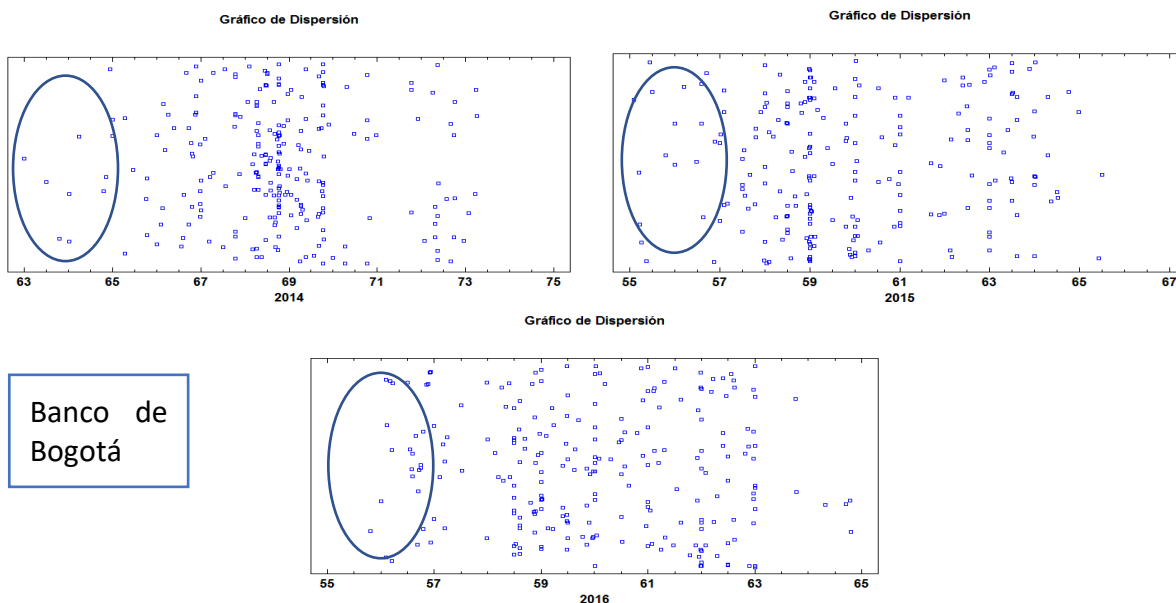 Gráfico de Dispersión
63 65 67 69 71 73 75
2014
Gráfico de Dispersión
55 57 59 61 63 65 67
2015
Gráfico de Dispersión
55 57 59 61 63 65
2016
Banco de
Bogotá